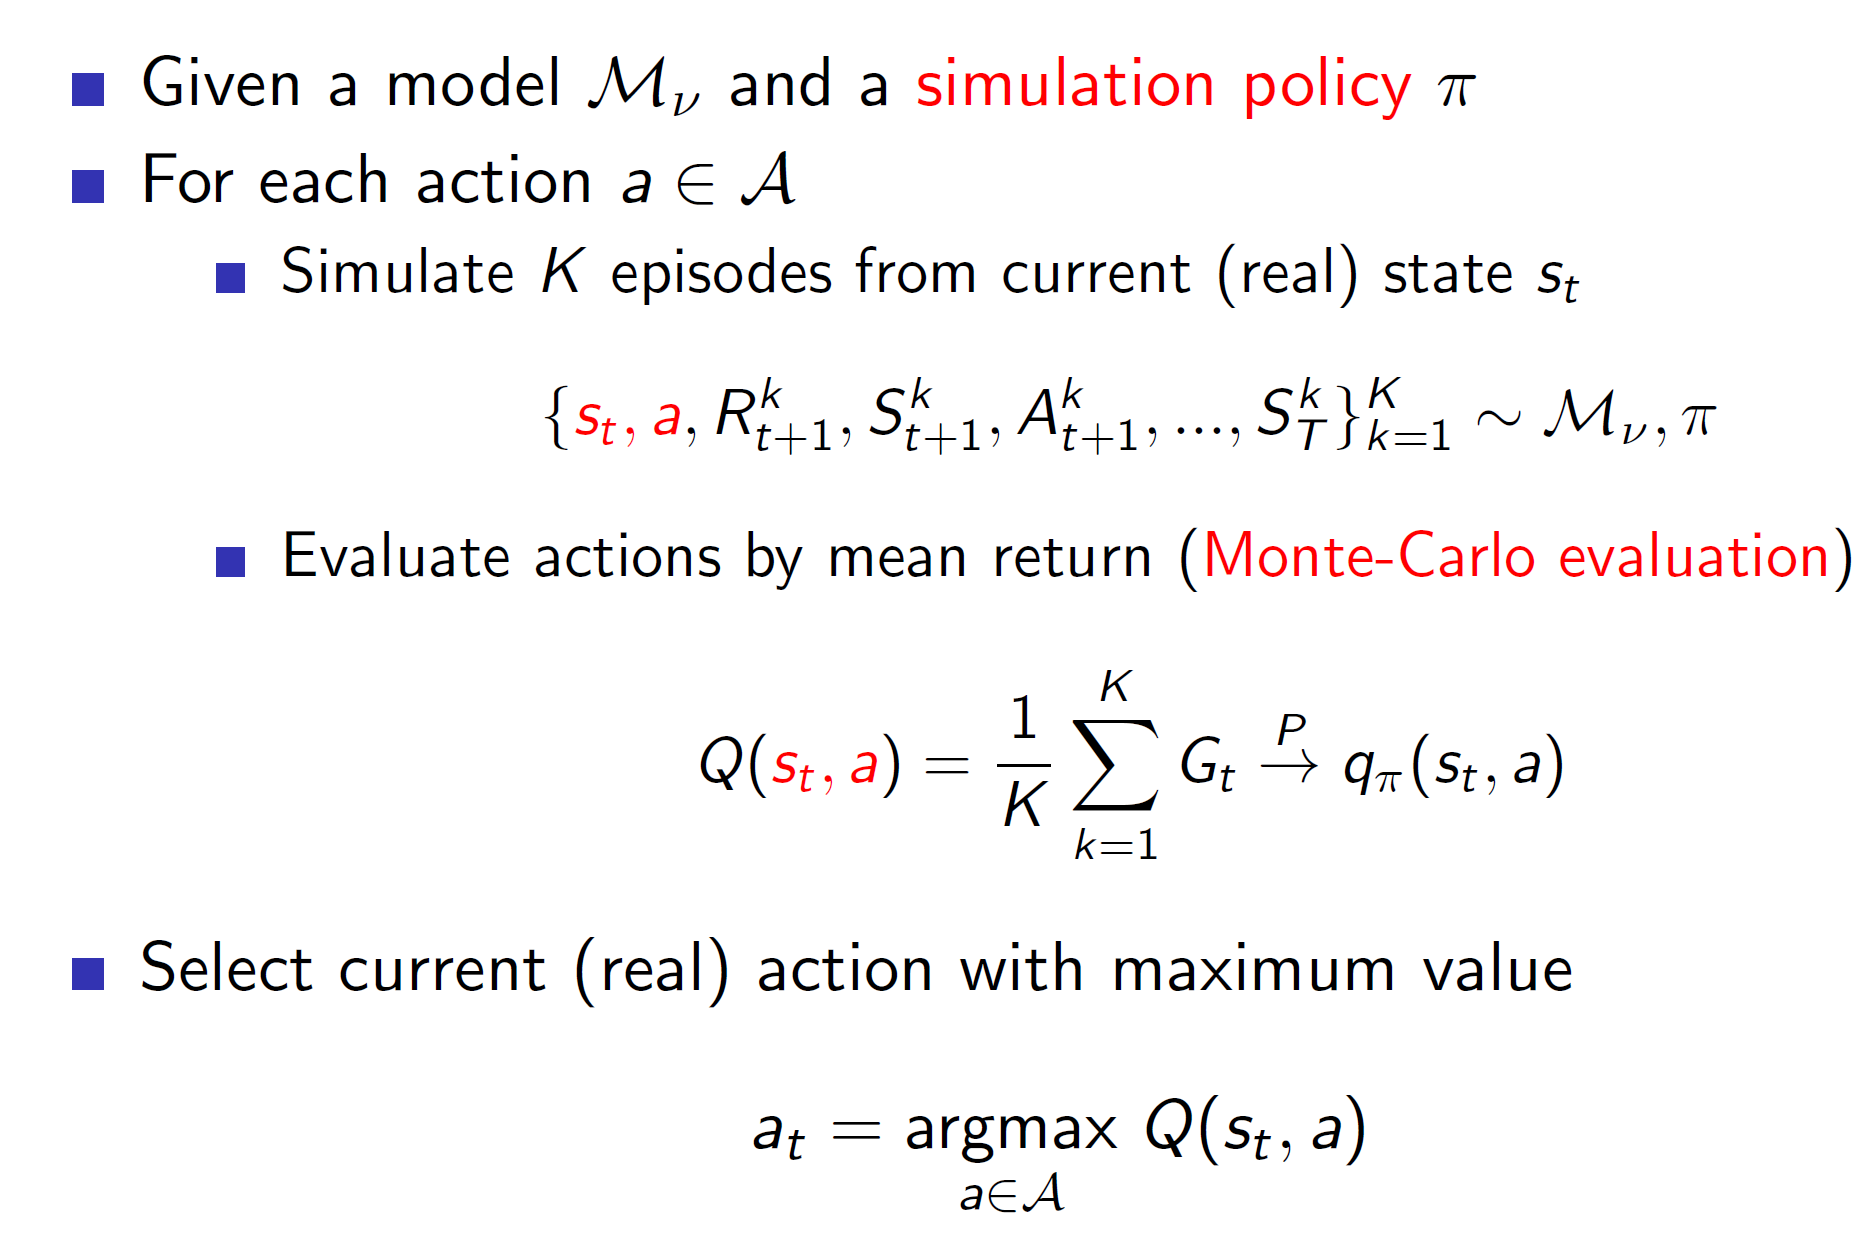 Given a model $\mathcal{M}_\nu$ and a simulation policy $\pi$
For each action $a \in \mathcal{A}$
Simulate $K$ episodes from current (real) state $s_t$
$\{s_t, a, R^k_{t+1}, S^k_{t+1}, A^k_{t+1}, ..., S^k_T\}^K_{k=1} \sim \mathcal{M}_\nu, \pi$
Evaluate actions by mean return (Monte-Carlo evaluation)
$Q(s_t, a) = \frac{1}{K} \sum_{k=1}^{K} G_t \xrightarrow{P} q_\pi(s_t, a)$
Select current (real) action with maximum value
$a_t = \underset{a \in \mathcal{A}}{\text{argmax}}\ Q(s_t, a)$